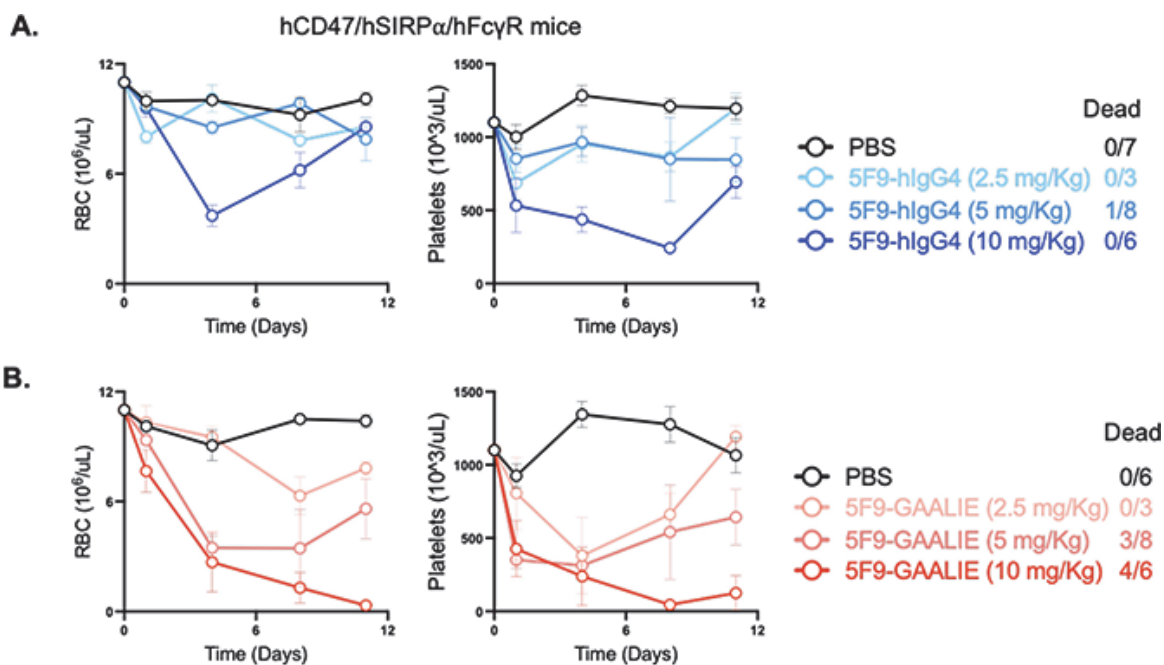 A.
hCD47/hSIRPα/hFcγR mice
12
6
0
RBC (10⁶/uL)
0 6 12
Time (Days)
1500
1000
500
0
Platelets (10^3/uL)
0 6 12
Time (Days)
Dead
PBS 0/7
5F9-hIgG4 (2.5 mg/Kg) 0/3
5F9-hIgG4 (5 mg/Kg) 1/8
5F9-hIgG4 (10 mg/Kg) 0/6
B.
12
6
0
RBC (10⁶/uL)
0 6 12
Time (Days)
1500
1000
500
0
Platelets (10^3/uL)
0 6 12
Time (Days)
Dead
PBS 0/6
5F9-GAALIE (2.5 mg/Kg) 0/3
5F9-GAALIE (5 mg/Kg) 3/8
5F9-GAALIE (10 mg/Kg) 4/6